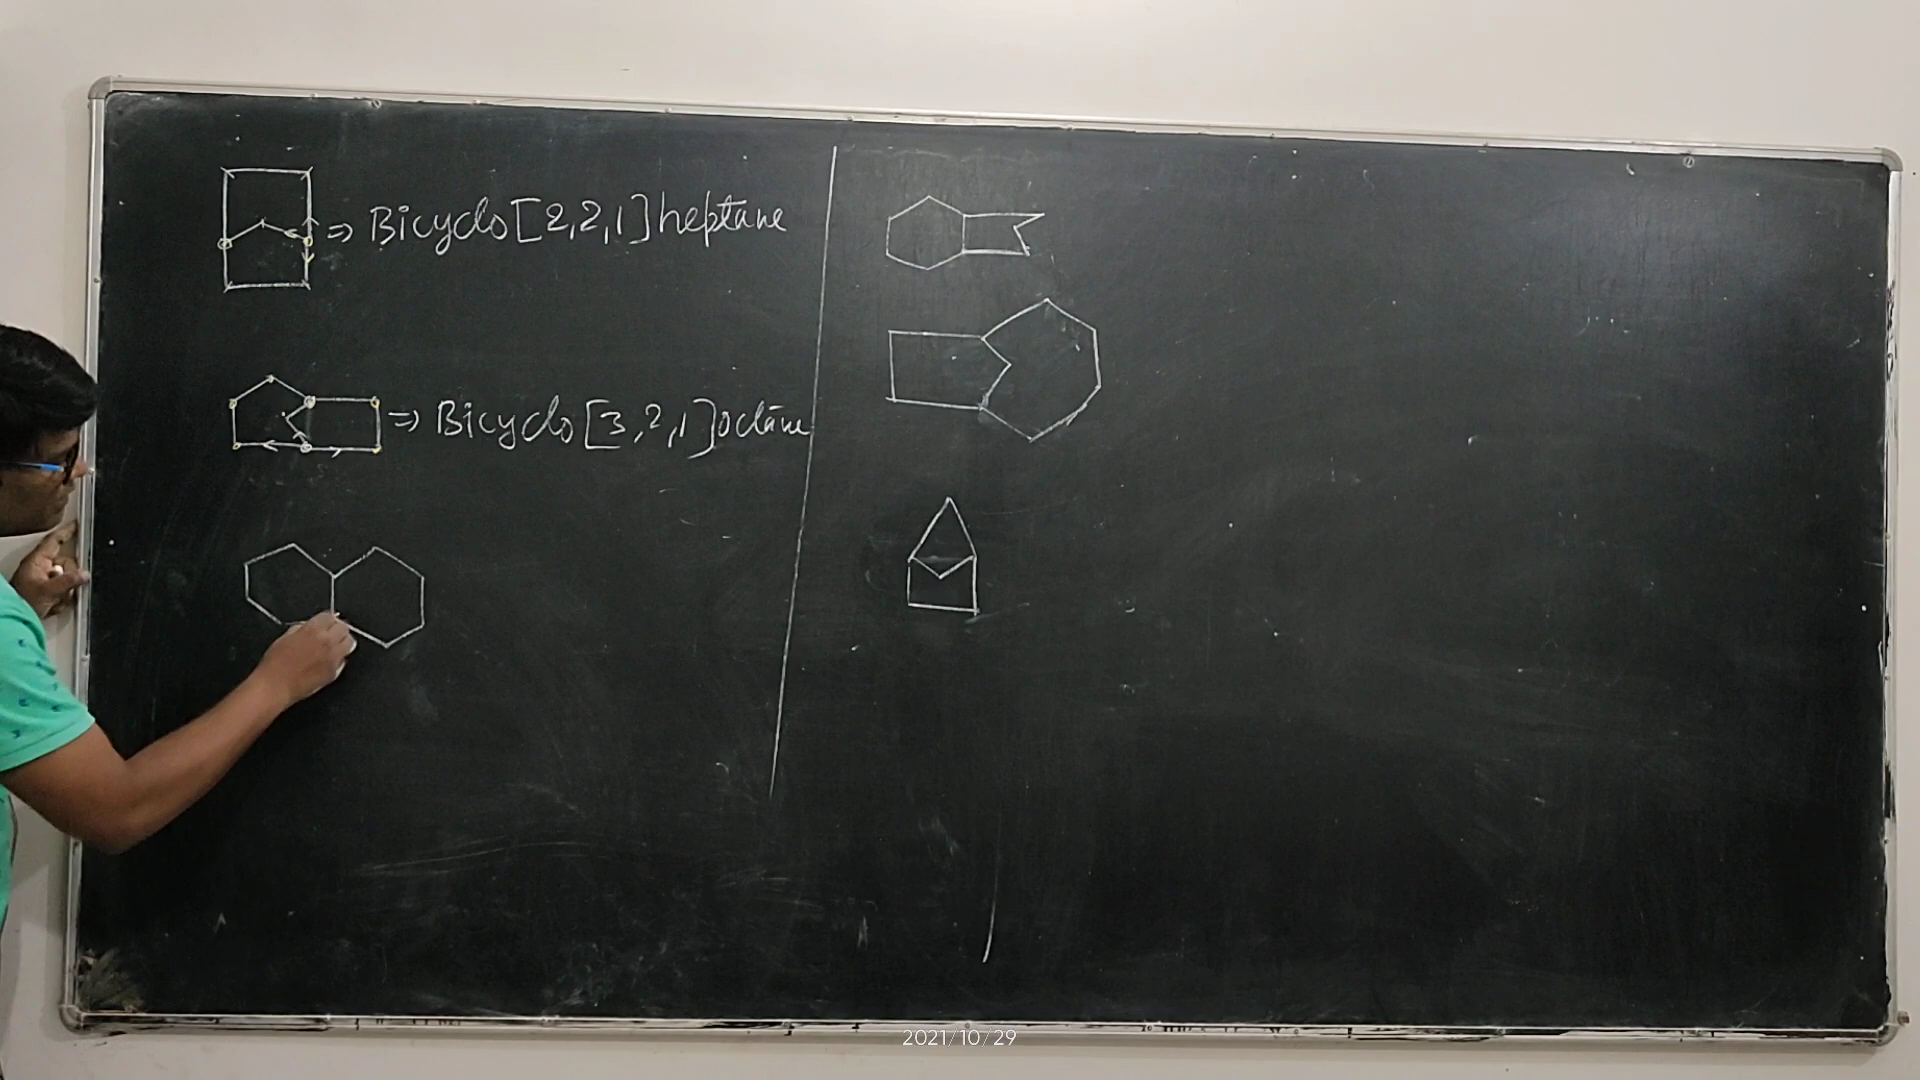 ⇒ Bicyclo[2,2,1]heptane
⇒ Bicyclo[3,2,1]octane
2021/10/29